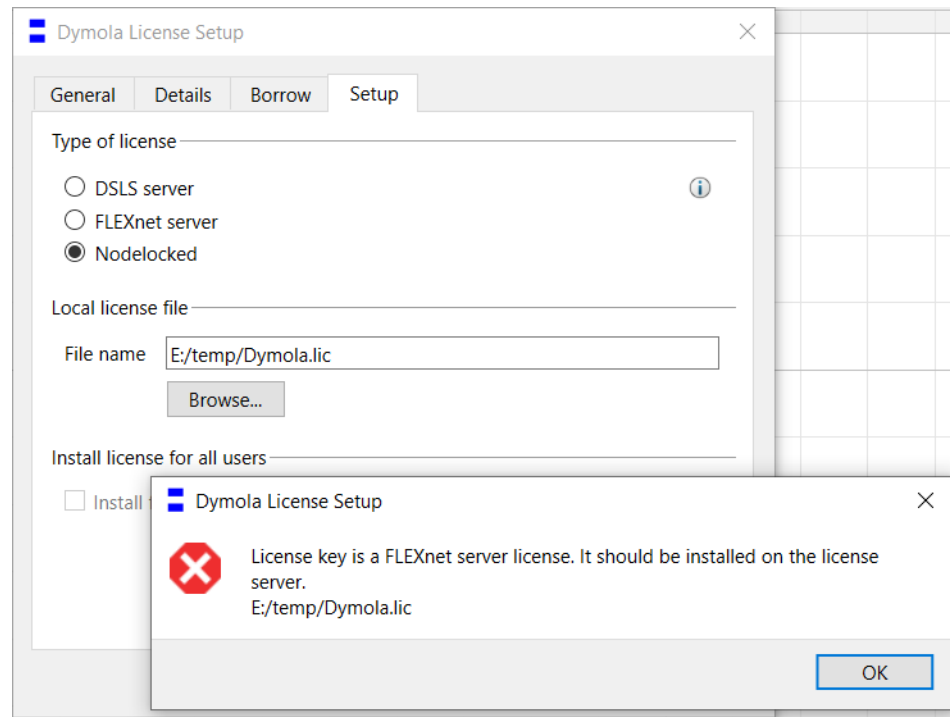 Dymola License Setup
General Details Borrow Setup
Type of license
DSLS server
FLEXnet server
Nodelocked
Local license file
File name E:/temp/Dymola.lic
Browse...
Install license for all users
Install
Dymola License Setup
License key is a FLEXnet server license. It should be installed on the license
server.
E:/temp/Dymola.lic
OK